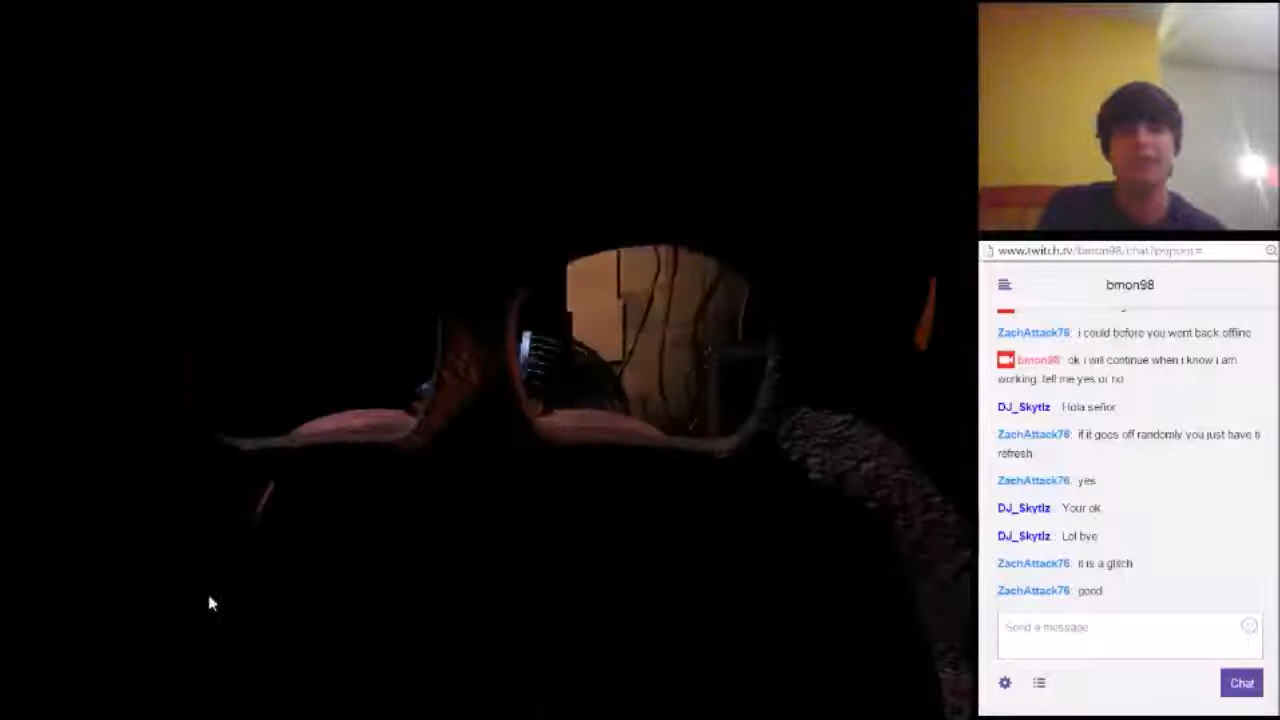 www.twitch.tv/bmon98/chat?popout=
bmon98
ZachAttack76: i could before you went back offline
bmon98: ok i will continue when i know i am
working. tell me yes or no
DJ_Skytlz: Hola señor
ZachAttack76: if it goes off randomly you just have ti
refresh
ZachAttack76: yes
DJ_Skytlz: Your ok
DJ_Skytlz: Lol bye
ZachAttack76: it is a glitch
ZachAttack76: good
Send a message
Chat